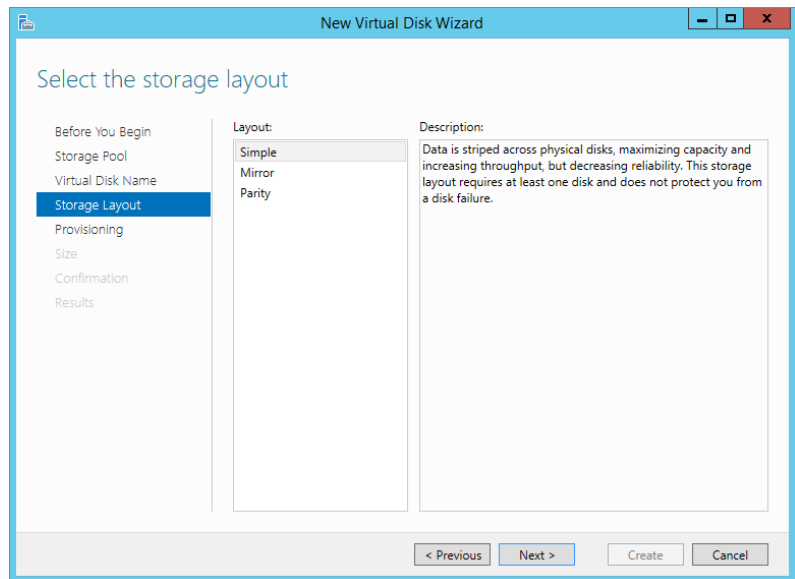 New Virtual Disk Wizard
Select the storage layout
Before You Begin
Storage Pool
Virtual Disk Name
Storage Layout
Provisioning
Size
Confirmation
Results
Layout:
Simple
Mirror
Parity
Description:
Data is striped across physical disks, maximizing capacity and
increasing throughput, but decreasing reliability. This storage
layout requires at least one disk and does not protect you from
a disk failure.
< Previous
Next >
Create
Cancel